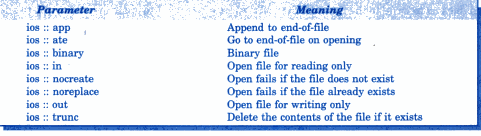 Parameter Meaning
ios :: app Append to end-of-file
ios :: ate Go to end-of-file on opening
ios :: binary Binary file
ios :: in Open file for reading only
ios :: nocreate Open fails if the file does not exist
ios :: noreplace Open fails if the file already exists
ios :: out Open file for writing only
ios :: trunc Delete the contents of the file if it exists